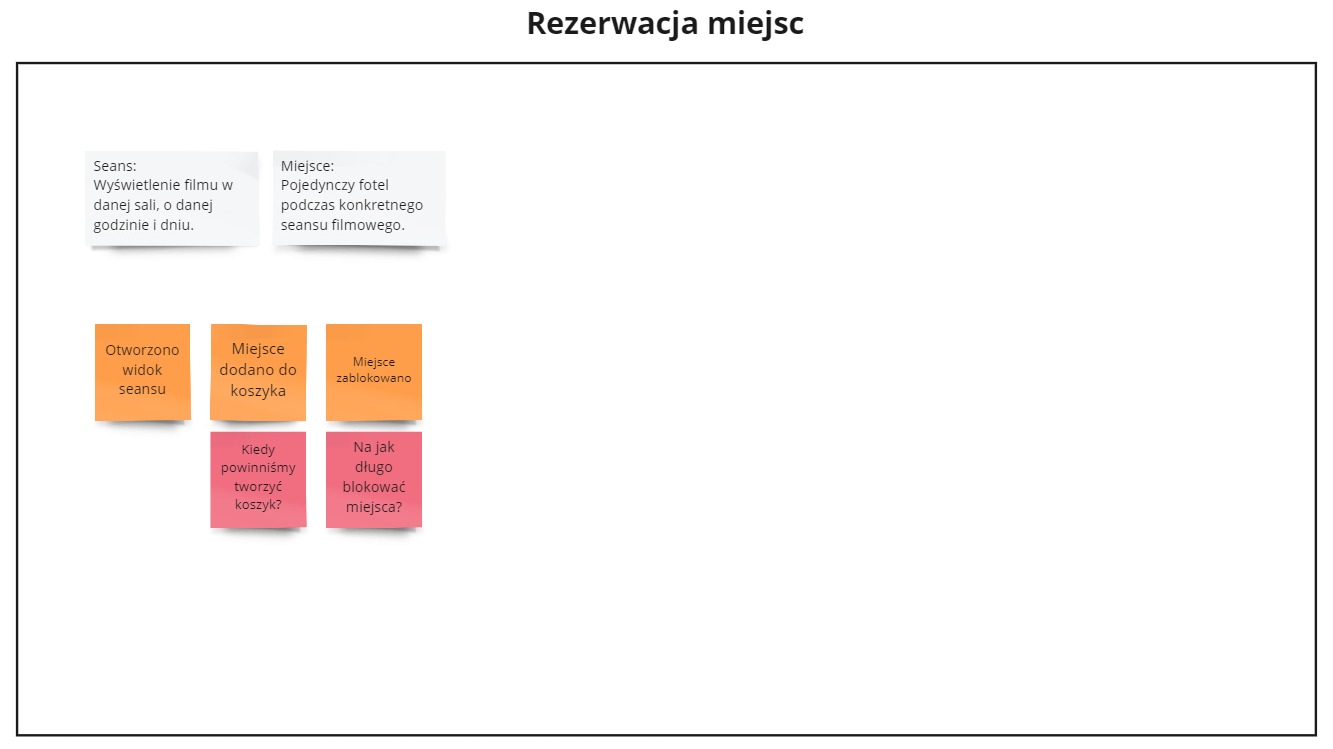 Rezerwacja miejsc
Seans:
Wyświetlenie filmu w
danej sali, o danej
godzinie i dniu.
Miejsce:
Pojedynczy fotel
podczas konkretnego
seansu filmowego.
Otworzono
widok
seansu
Miejsce
dodano do
koszyka
Miejsce
zablokowano
Kiedy
powinniśmy
tworzyć
koszyk?
Na jak
długo
blokować
miejsca?